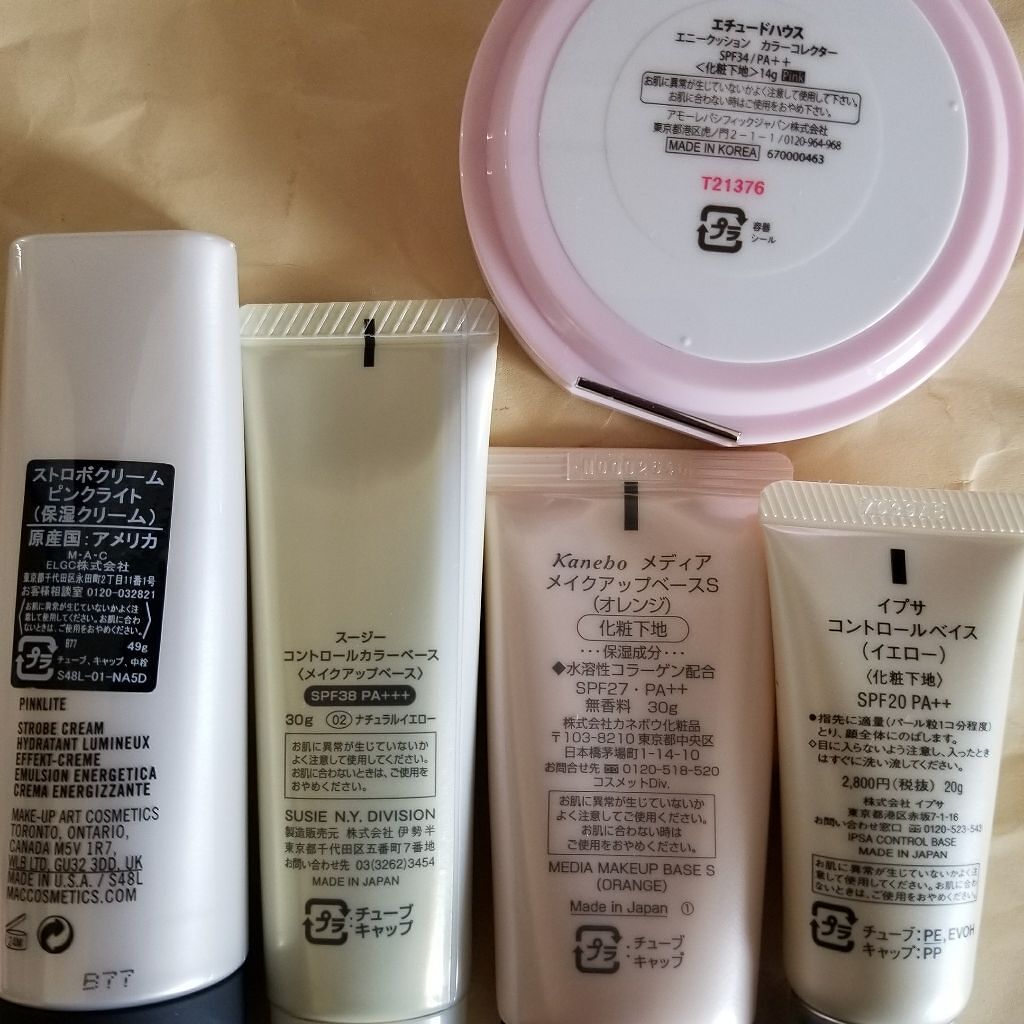 エチュードハウス
エニークッション カラーコレクター
SPF34/PA++
<化粧下地>14g Pink
お肌に異常が生じていないかよく注意して使用して下さい。
お肌に合わない時はご使用をおやめ下さい。
アモーレパシフィックジャパン株式会社
東京都港区虎ノ門2-1-1/0120-964-968
MADE IN KOREA 670000463
T21376
プラ 容器
シール
ストロボクリーム
ピンクライト
(保湿クリーム)
原産国:アメリカ
M・A・C
ELGC株式会社
東京都千代田区永田町2丁目11番1号
お客様相談室 0120-032821
お肌に異常が生じていないかよく注
意して使用してください。お肌に合わ
ないときは、ご使用をおやめください。
B77 49g
プラ チューブ、キャップ、中栓
S48L-01-NA5D
PINKLITE
STROBE CREAM
HYDRATANT LUMINEUX
EFFEKT-CREME
EMULSION ENERGETICA
CREMA ENERGIZZANTE
MAKE-UP ART COSMETICS
TORONTO, ONTARIO,
CANADA M5V 1R7,
WLB LTD. GU32 3DD, UK
MADE IN U.S.A. / S48L
MACCOSMETICS.COM
24M
B77
スージー
コントロールカラーベース
〈メイクアップベース〉
SPF38 PA+++
30g 02 ナチュラルイエロー
お肌に異常が生じていないか
よく注意して使用してください。
お肌に合わないときは、ご使用を
おやめください。
SUSIE N.Y. DIVISION
製造販売元 株式会社 伊勢半
東京都千代田区五番町7番地
お問い合わせ先 03(3262)3454
MADE IN JAPAN
プラ :チューブ
:キャップ
Kanebo メディア
メイクアップベースS
(オレンジ)
化粧下地
···保湿成分···
◆水溶性コラーゲン配合
SPF27・PA++
無香料 30g
株式会社カネボウ化粧品
〒103-8210 東京都中央区
日本橋茅場町1-14-10
お問合せ先 0120-518-520
コスメットDiv.
お肌に異常が生じていないか
よく注意してご使用ください。
お肌に合わない時は
ご使用をおやめください。
MEDIA MAKEUP BASE S
(ORANGE)
Made in Japan ①
プラ :チューブ
:キャップ
イプサ
コントロールベイス
(イエロー)
〈化粧下地〉
SPF20 PA++
●指先に適量(パール粒1コ分程度)
とり、顔全体にのばします。
◇目に入らないよう注意し、入ったとき
はすぐに洗い流してください。
2,800円(税抜) 20g
株式会社 イプサ
東京都港区赤坂7-1-16
お問い合わせ窓口 0120-523-543
IPSA CONTROL BASE
MADE IN JAPAN
お肌に異常が生じていないかよく注
意して使用してください。お肌に合わ
ないときは、ご使用をおやめください。
プラ チューブ:PE,EVOH
キャップ:PP